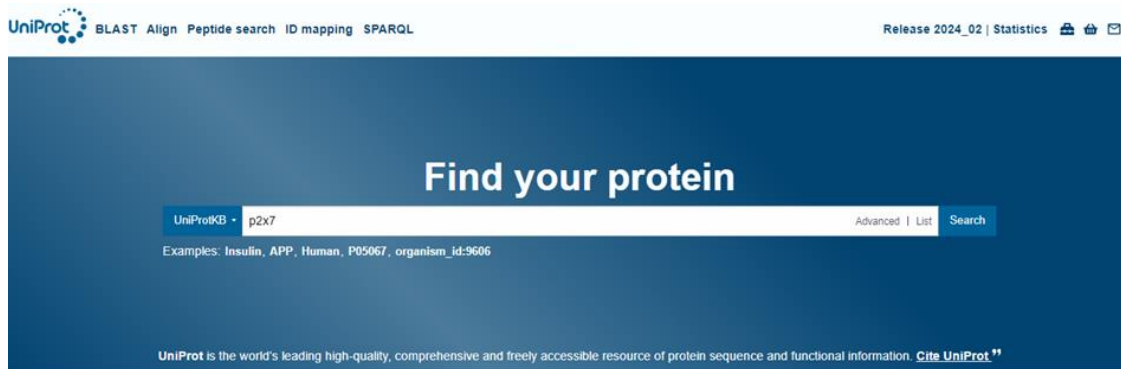 UniProt BLAST Align Peptide search ID mapping SPARQL Release 2024_02 | Statistics
Find your protein
UniProtKB p2x7 Advanced | List Search
Examples: Insulin, APP, Human, P05067, organism_id:9606
UniProt is the world's leading high-quality, comprehensive and freely accessible resource of protein sequence and functional information. Cite UniProt ”